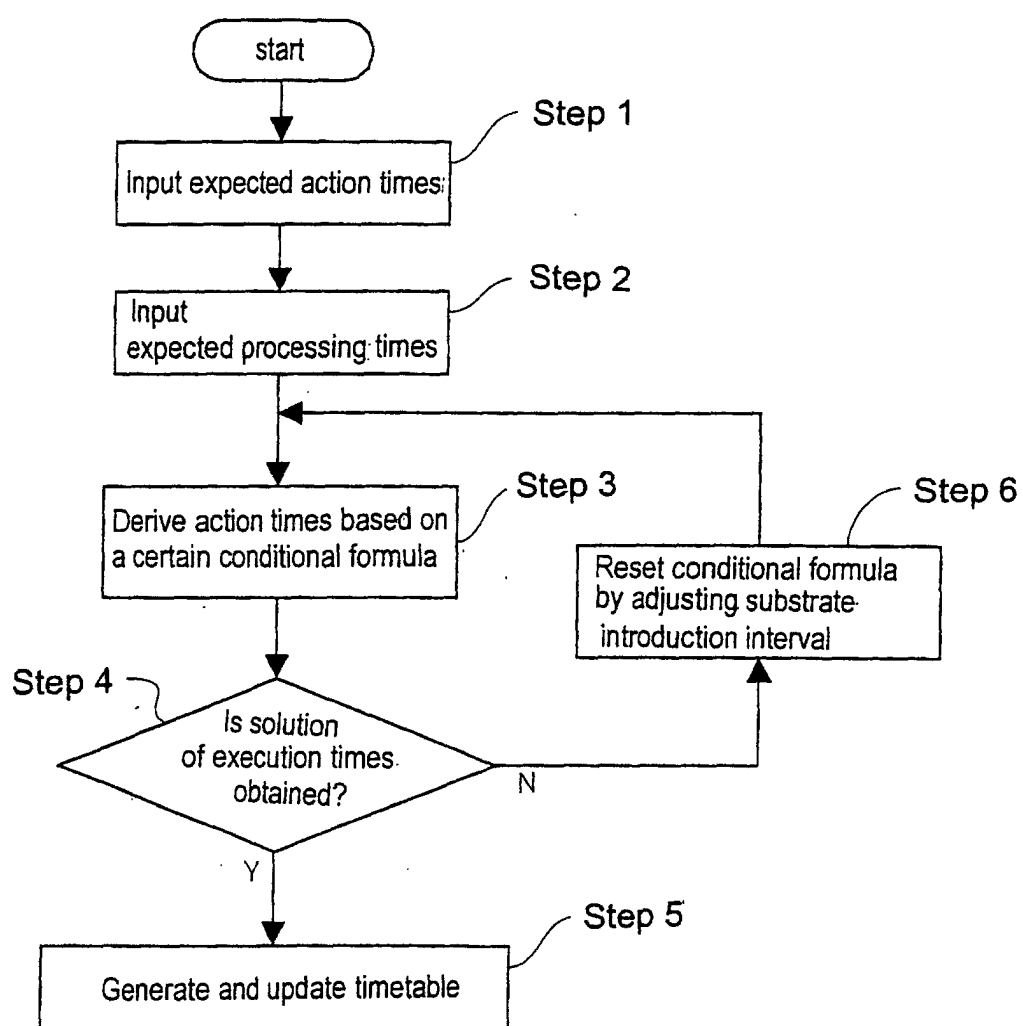 start
Step 1
Input expected action times
Step 2
Input
expected processing times
Step 3
Derive action times based on
a certain conditional formula
Step 6
Reset conditional formula
by adjusting substrate
introduction interval
Step 4
Is solution
of execution times
obtained?
N
Y
Step 5
Generate and update timetable